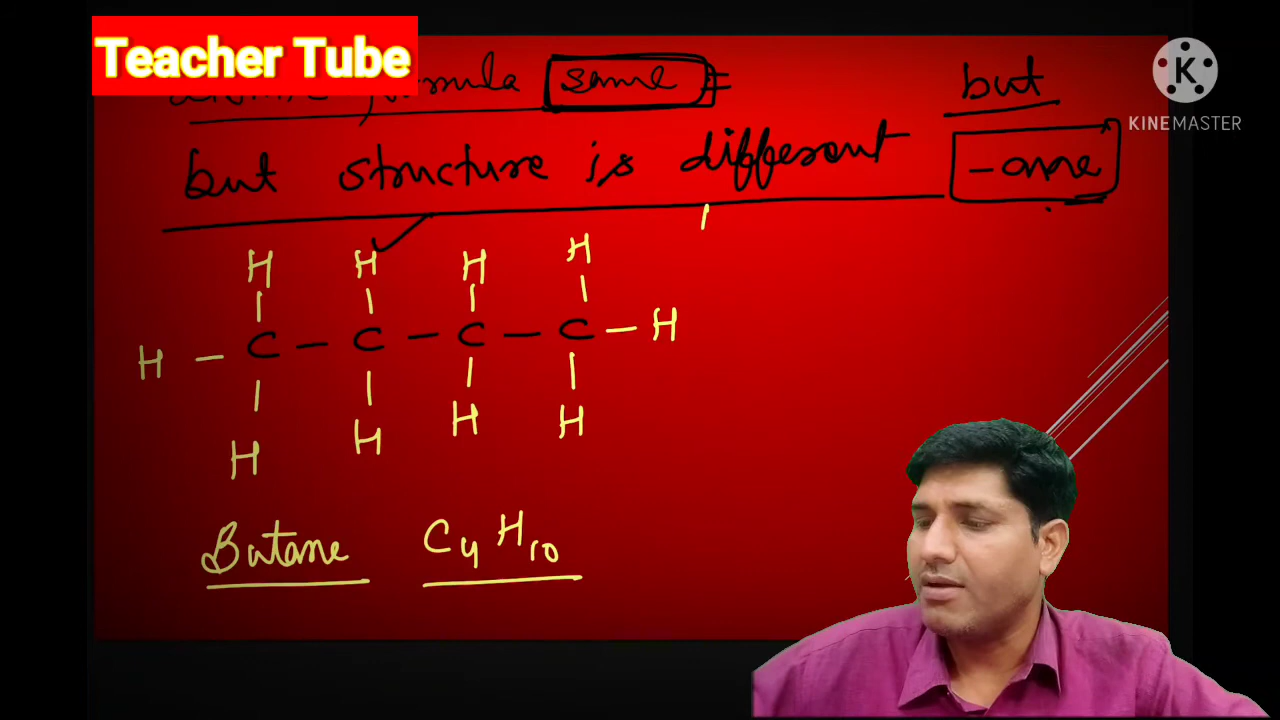 Teacher Tube
K
KINEMASTER
formula same
but
but structure is different
-ane
H H H H
H - C - C - C - C - H
H H H H
Butane C4H10